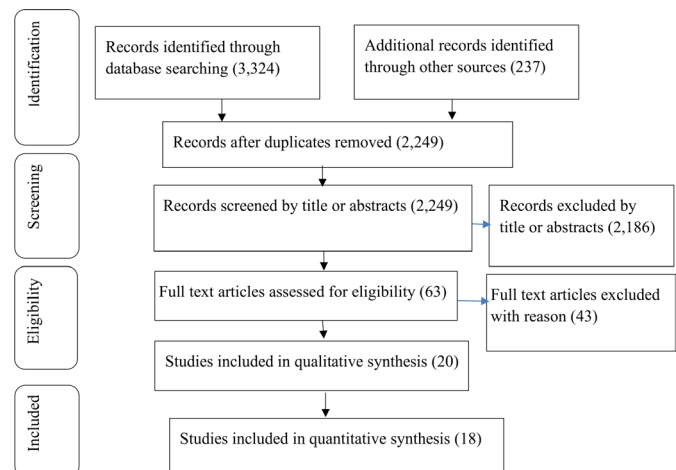 Identification
Records identified through
database searching (3,324)
Additional records identified
through other sources (237)
Records after duplicates removed (2,249)
Screening
Records screened by title or abstracts (2,249)
Records excluded by
title or abstracts (2,186)
Eligibility
Full text articles assessed for eligibility (63)
Full text articles excluded
with reason (43)
Studies included in qualitative synthesis (20)
Included
Studies included in quantitative synthesis (18)